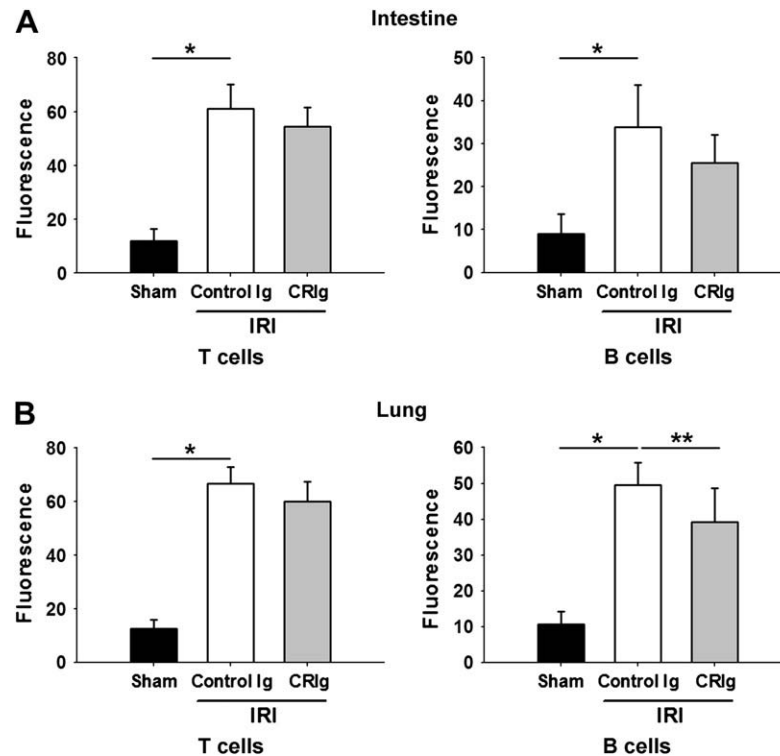 A
Intestine
Fluorescence
80
60
40
20
0
*
Sham
Control Ig
CRIg
IRI
T cells
Fluorescence
50
40
30
20
10
0
*
Sham
Control Ig
CRIg
IRI
B cells
B
Lung
Fluorescence
80
60
40
20
0
*
Sham
Control Ig
CRIg
IRI
T cells
Fluorescence
60
50
40
30
20
10
0
*
**
Sham
Control Ig
CRIg
IRI
B cells